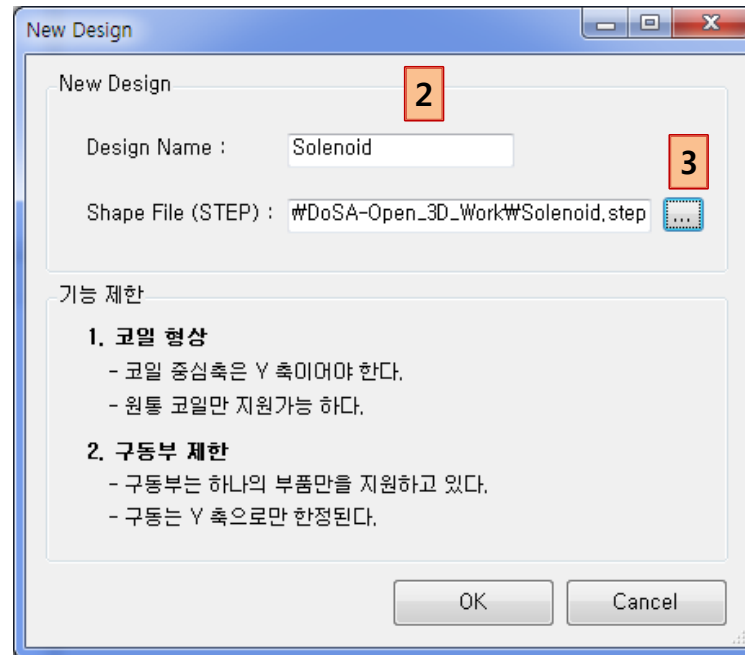 New Design
New Design
2
Design Name :
Solenoid
3
Shape File (STEP) :
₩DoSA-Open_3D_Work₩Solenoid.step
...
기능 제한
1. 코일 형상
- 코일 중심축은 Y 축이어야 한다.
- 원통 코일만 지원가능 하다.
2. 구동부 제한
- 구동부는 하나의 부품만을 지원하고 있다.
- 구동는 Y 축으로만 한정된다.
OK
Cancel